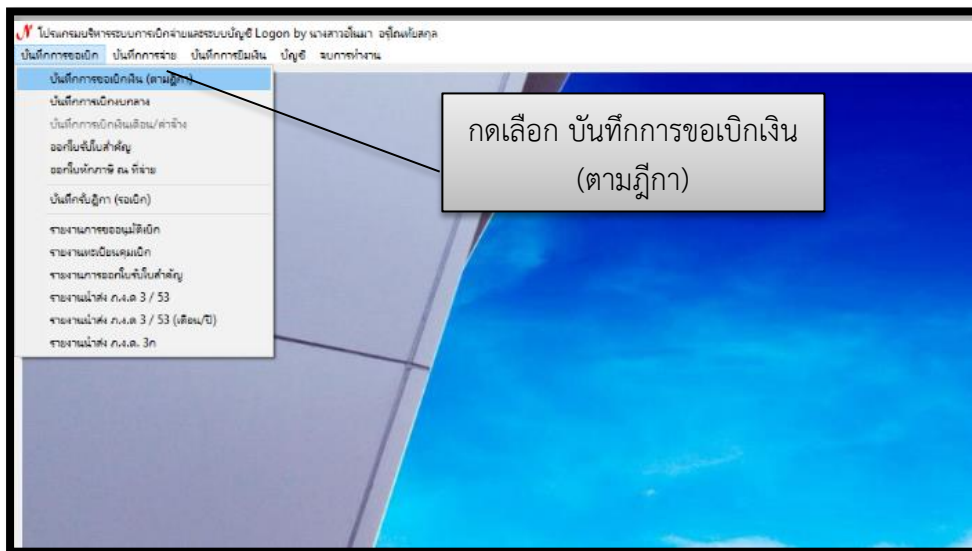 โปรแกรมบริหารระบบการเบิกจ่ายและระบบบัญชี Logon by นางสาวอโนมา
บันทึกการขอเบิก บันทึกการจ่าย บันทึกการยืมเงิน บัญชี จบการทำงาน
บันทึกการขอเบิกเงิน (ตามฎีกา)
บันทึกการเบิกงบกลาง
บันทึกการเบิกเงินเดือน/ค่าจ้าง
ออกใบรับใบสำคัญ
ออกใบหักภาษี ณ ที่จ่าย
บันทึกรับฎีกา (รอเบิก)
รายงานการขออนุมัติเบิก
รายงานทะเบียนคุมเบิก
รายงานการออกใบรับใบสำคัญ
รายงานนำส่ง ภ.ง.ด 3 / 53
รายงานนำส่ง ภ.ง.ด 3 / 53 (เดือน/ปี)
รายงานนำส่ง ภ.ง.ด. 3ก
กดเลือก บันทึกการขอเบิกเงิน
(ตามฎีกา)